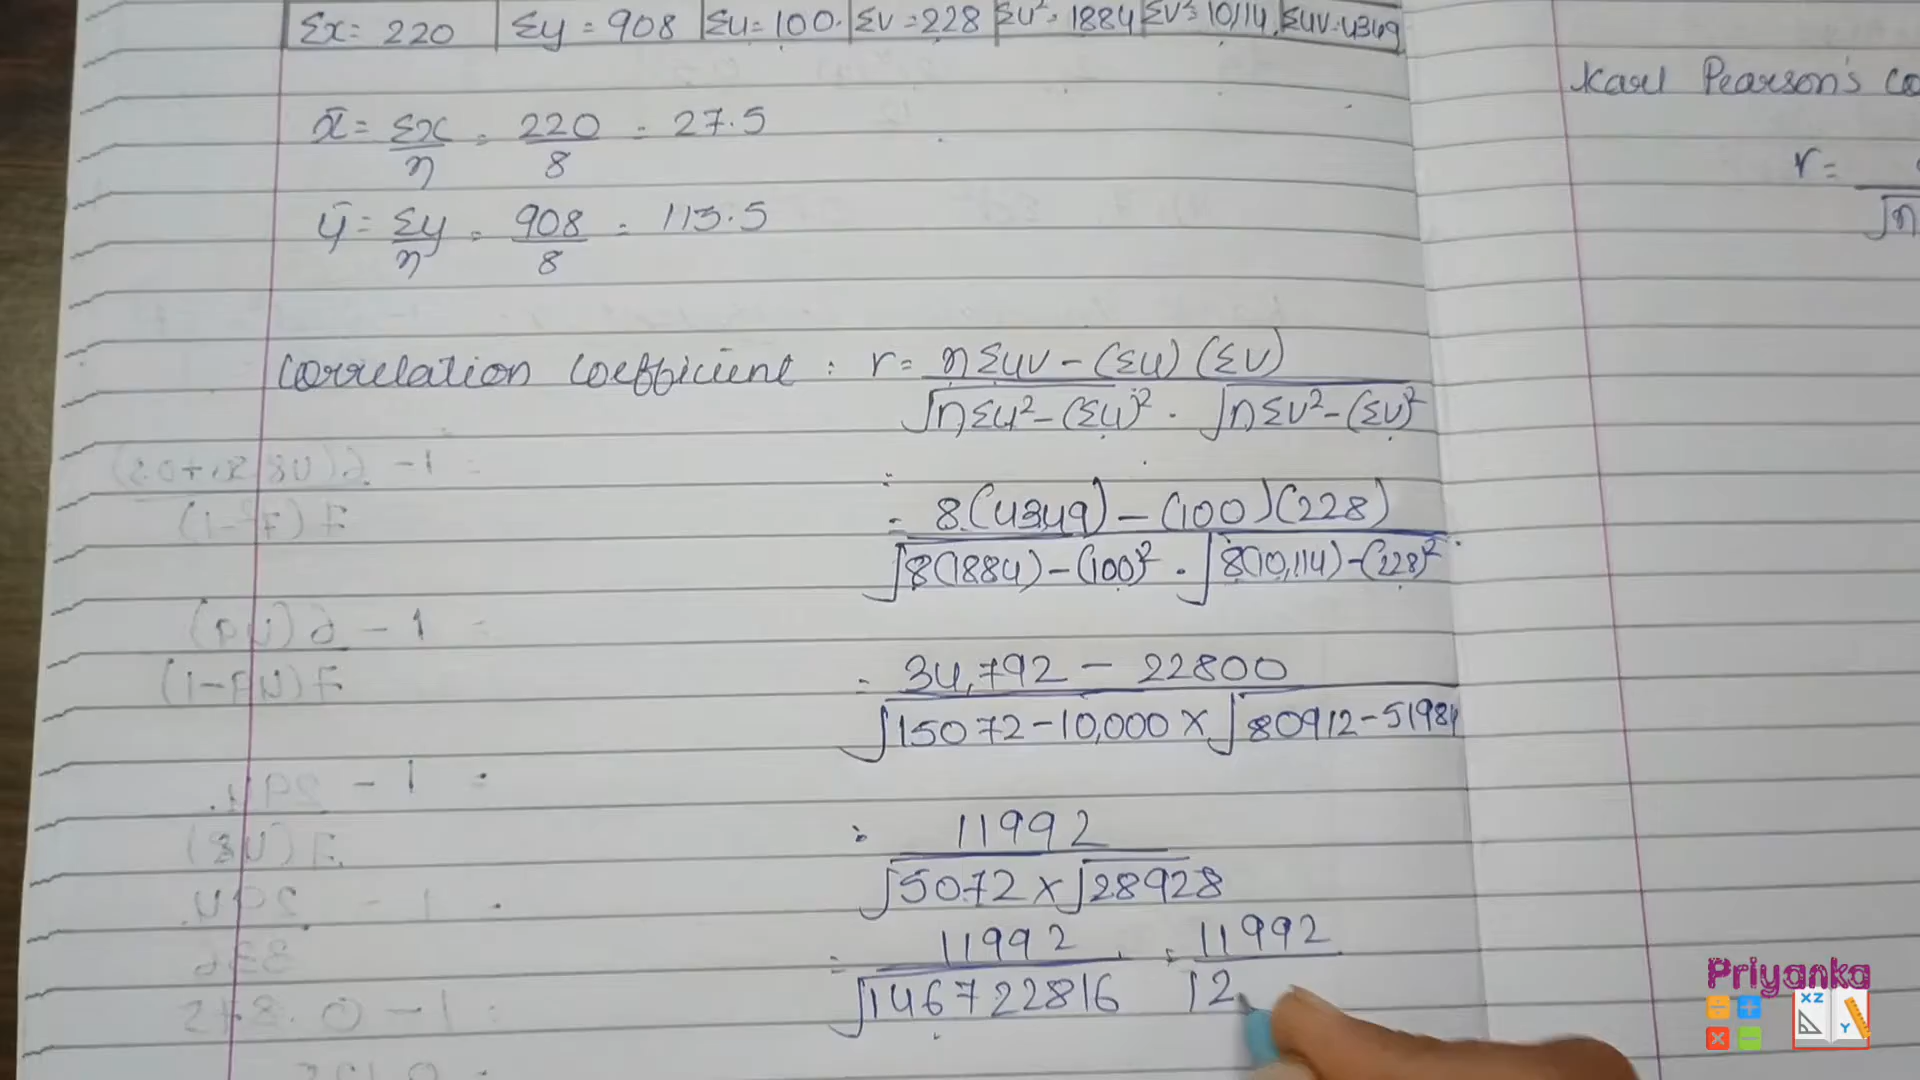 Σx = 220 Σy = 908 Σu = 100. Σv = 228 Σu² = 1884 Σv² = 10,114, Σuv = 4349
x̄ = Σx/n = 220/8 = 27.5
ȳ = Σy/n = 908/8 = 113.5
Correlation Coefficient : r = nΣuv − (Σu)(Σv) / √nΣu² − (Σu)² · √nΣv² − (Σv)²
= 8(4349) − (100)(228) / √8(1884) − (100)² · √8(10,114) − (228)²
= 34,792 − 22800 / √15072 − 10,000 × √80912 − 51984
= 11992 / √5072 × √28928
= 11992 / √146722816 = 11992 / 12
Karl Pearson's
r =
√n
Priyanka
XZ
Y